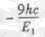 - 9hc / E₁